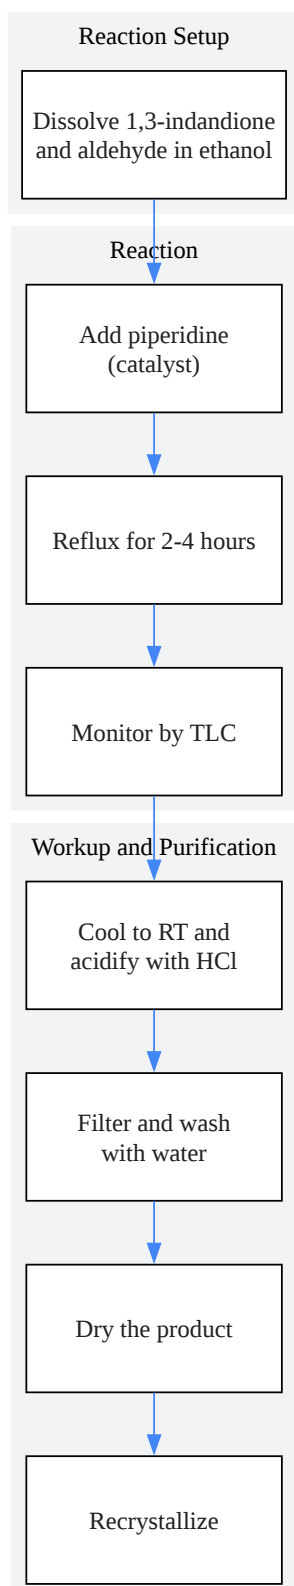 Reaction Setup
Dissolve 1,3-indandione
and aldehyde in ethanol
Reaction
Add piperidine
(catalyst)
Reflux for 2-4 hours
Monitor by TLC
Workup and Purification
Cool to RT and
acidify with HCl
Filter and wash
with water
Dry the product
Recrystallize